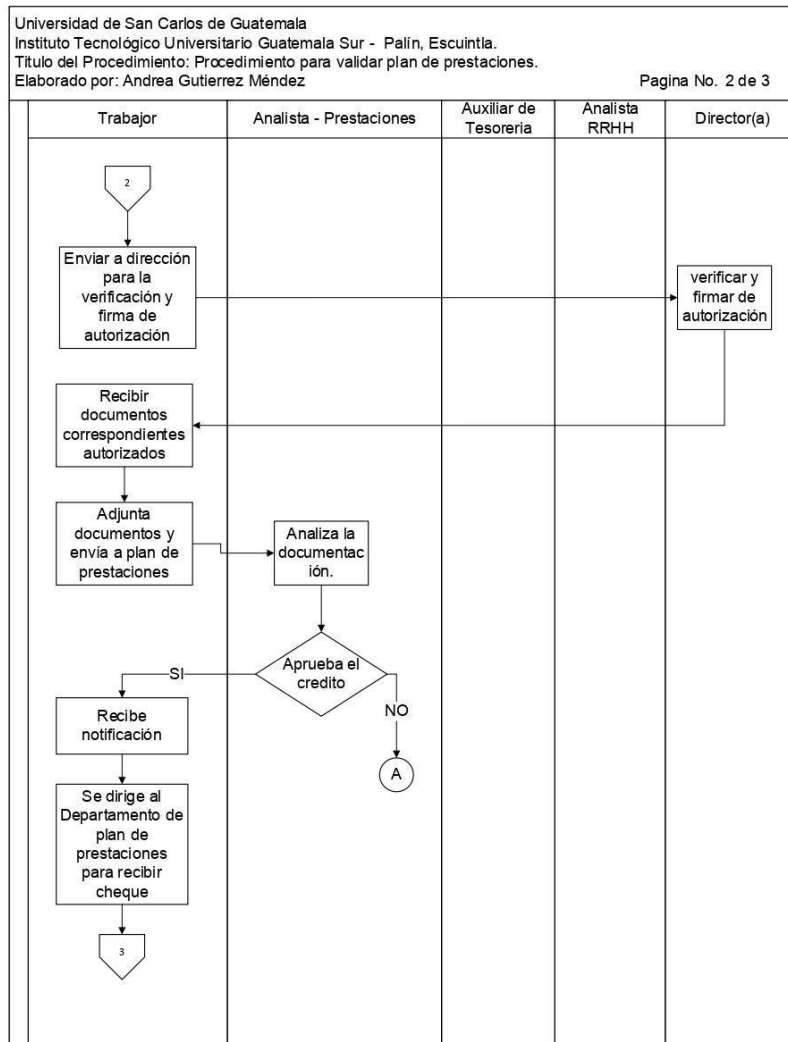 Universidad de San Carlos de Guatemala
Instituto Tecnológico Universitario Guatemala Sur - Palín, Escuintla.
Titulo del Procedimiento: Procedimiento para validar plan de prestaciones.
Elaborado por: Andrea Gutierrez Méndez
Pagina No. 2 de 3
Trabajor
Analista - Prestaciones
Auxiliar de
Tesoreria
Analista
RRHH
Director(a)
2
Enviar a dirección
para la
verificación y
firma de
autorización
verificar y
firmar de
autorización
Recibir
documentos
correspondientes
autorizados
Adjunta
documentos y
envía a plan de
prestaciones
Analiza la
documentac
ión.
Aprueba el
credito
SI
NO
Recibe
notificación
A
Se dirige al
Departamento de
plan de
prestaciones
para recibir
cheque
3